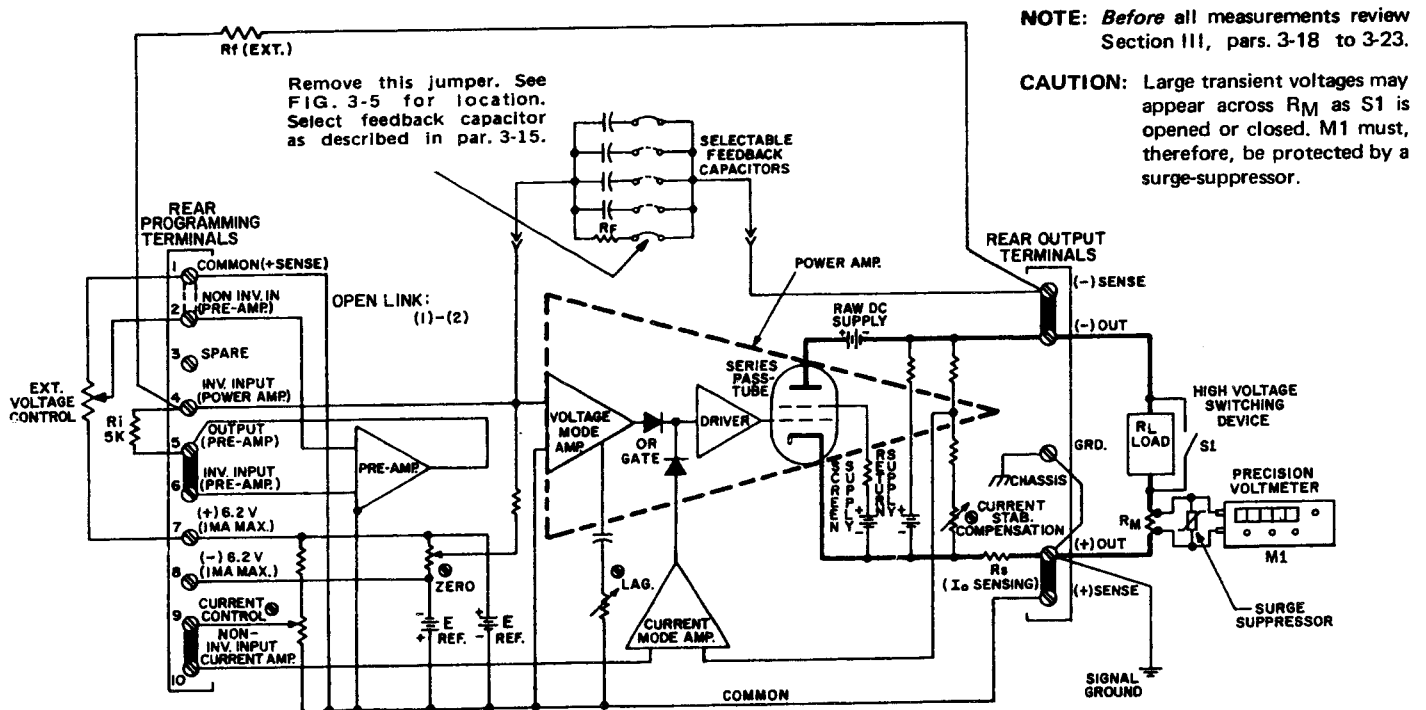 NOTE: Before all measurements review
Section III, pars. 3-18 to 3-23.
CAUTION: Large transient voltages may
appear across RM as S1 is
opened or closed. M1 must,
therefore, be protected by a
surge-suppressor.
Rf (EXT.)
Remove this jumper. See
FIG. 3-5 for location.
Select feedback capacitor
as described in par. 3-15.
SELECTABLE
FEEDBACK
CAPACITORS
RF
REAR
PROGRAMMING
TERMINALS
1 COMMON (+SENSE)
2 NON INV. IN
(PRE-AMP.)
3 SPARE
4 INV. INPUT
(POWER AMP.)
5 OUTPUT
(PRE-AMP)
6 INV. INPUT
(PRE-AMP.)
7 (+) 6.2 V
(1MA MAX.)
8 (-) 6.2 V
(1MA MAX.)
9 CURRENT
CONTROL
NON-
INV. INPUT
CURRENT AMP.
10
OPEN LINK:
(1)-(2)
EXT.
VOLTAGE
CONTROL
Ri
5K
PRE-AMP.
ZERO
- E
+ REF.
+ E
- REF.
VOLTAGE
MODE
AMP.
OR
GATE
DRIVER
LAG.
CURRENT
MODE AMP.
POWER AMP.
RAW DC
SUPPLY
+ -
SERIES
PASS-
TUBE
SCREEN
SUPPLY
+ -
RETURN
SUPPLY
+ -
CURRENT
STAB.
COMPENSATION
Rs
(Io SENSING)
COMMON
REAR OUTPUT
TERMINALS
(-) SENSE
(-) OUT
GRD.
CHASSIS
(+) OUT
(+) SENSE
RL
LOAD
S1
HIGH VOLTAGE
SWITCHING
DEVICE
RM
PRECISION
VOLTMETER
M1
SURGE
SUPPRESSOR
SIGNAL
GROUND